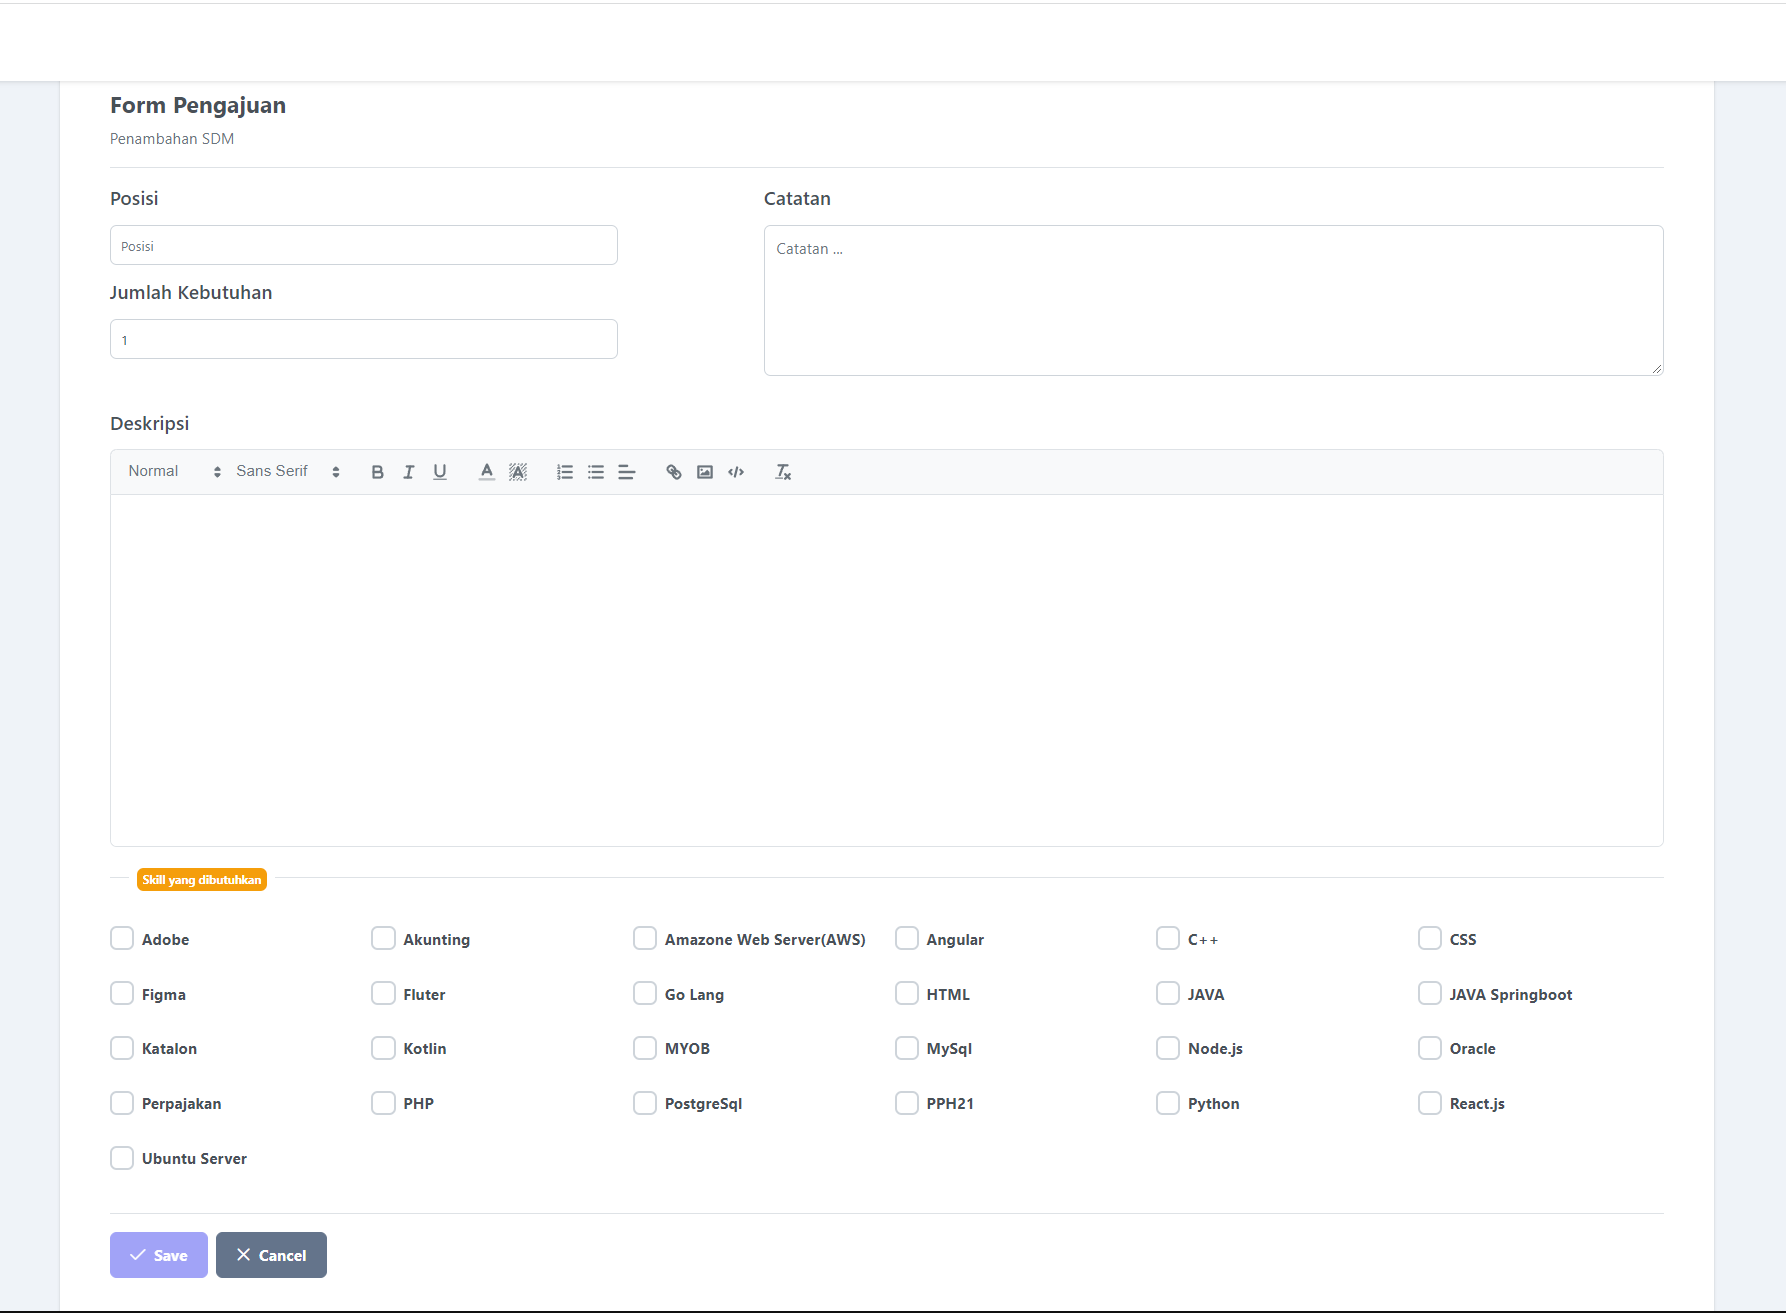 Form Pengajuan
Penambahan SDM
Posisi
Catatan
Posisi
Catatan ...
Jumlah Kebutuhan
1
Deskripsi
Normal Sans Serif
Skill yang dibutuhkan
Adobe Akunting Amazone Web Server(AWS) Angular C++ CSS
Figma Fluter Go Lang HTML JAVA JAVA Springboot
Katalon Kotlin MYOB MySql Node.js Oracle
Perpajakan PHP PostgreSql PPH21 Python React.js
Ubuntu Server
Save Cancel